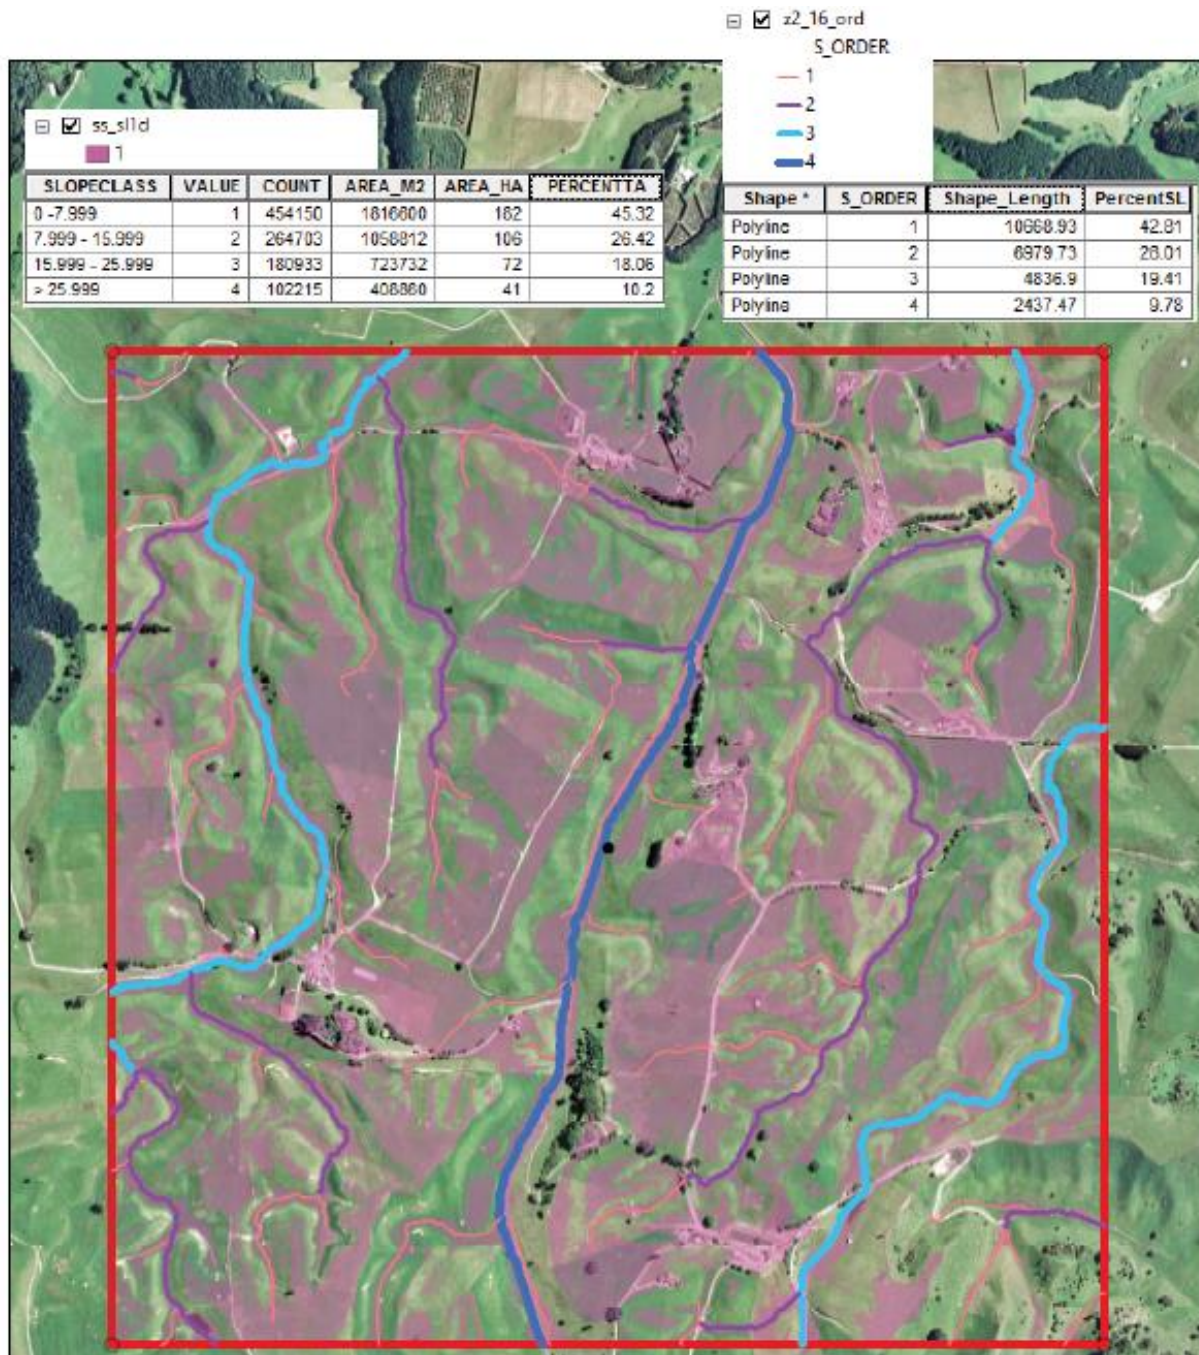 z2_16_ord
S_ORDER
1
2
3
4
ss_sl1d
1
SLOPECLASS VALUE COUNT AREA_M2 AREA_HA PERCENTTA
0 -7.999 1 454150 1816600 182 45.32
7.999 - 15.999 2 264703 1058812 106 26.42
15.999 - 25.999 3 180933 723732 72 18.06
> 25.999 4 102215 408860 41 10.2
Shape * S_ORDER Shape_Length PercentSL
Polyline 1 10668.93 42.81
Polyline 2 6979.73 28.01
Polyline 3 4836.9 19.41
Polyline 4 2437.47 9.78